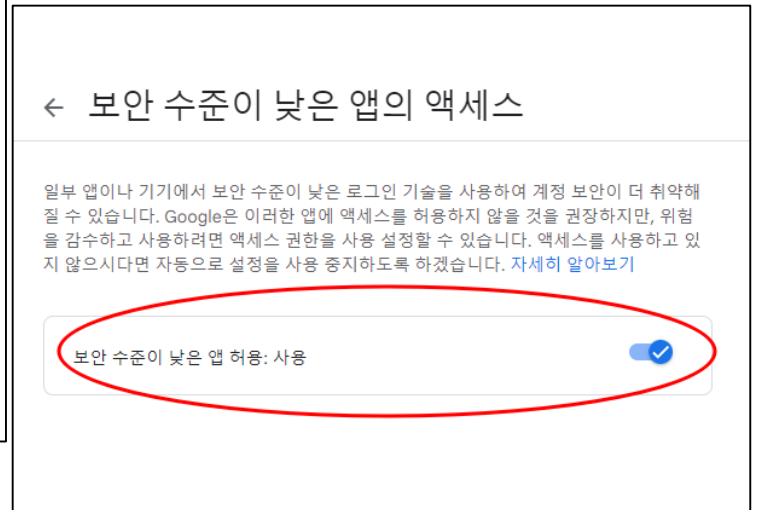 ← 보안 수준이 낮은 앱의 액세스
일부 앱이나 기기에서 보안 수준이 낮은 로그인 기술을 사용하여 계정 보안이 더 취약해
질 수 있습니다. Google은 이러한 앱에 액세스를 허용하지 않을 것을 권장하지만, 위험
을 감수하고 사용하려면 액세스 권한을 사용 설정할 수 있습니다. 액세스를 사용하고 있
지 않으시다면 자동으로 설정을 사용 중지하도록 하겠습니다. 자세히 알아보기
보안 수준이 낮은 앱 허용: 사용